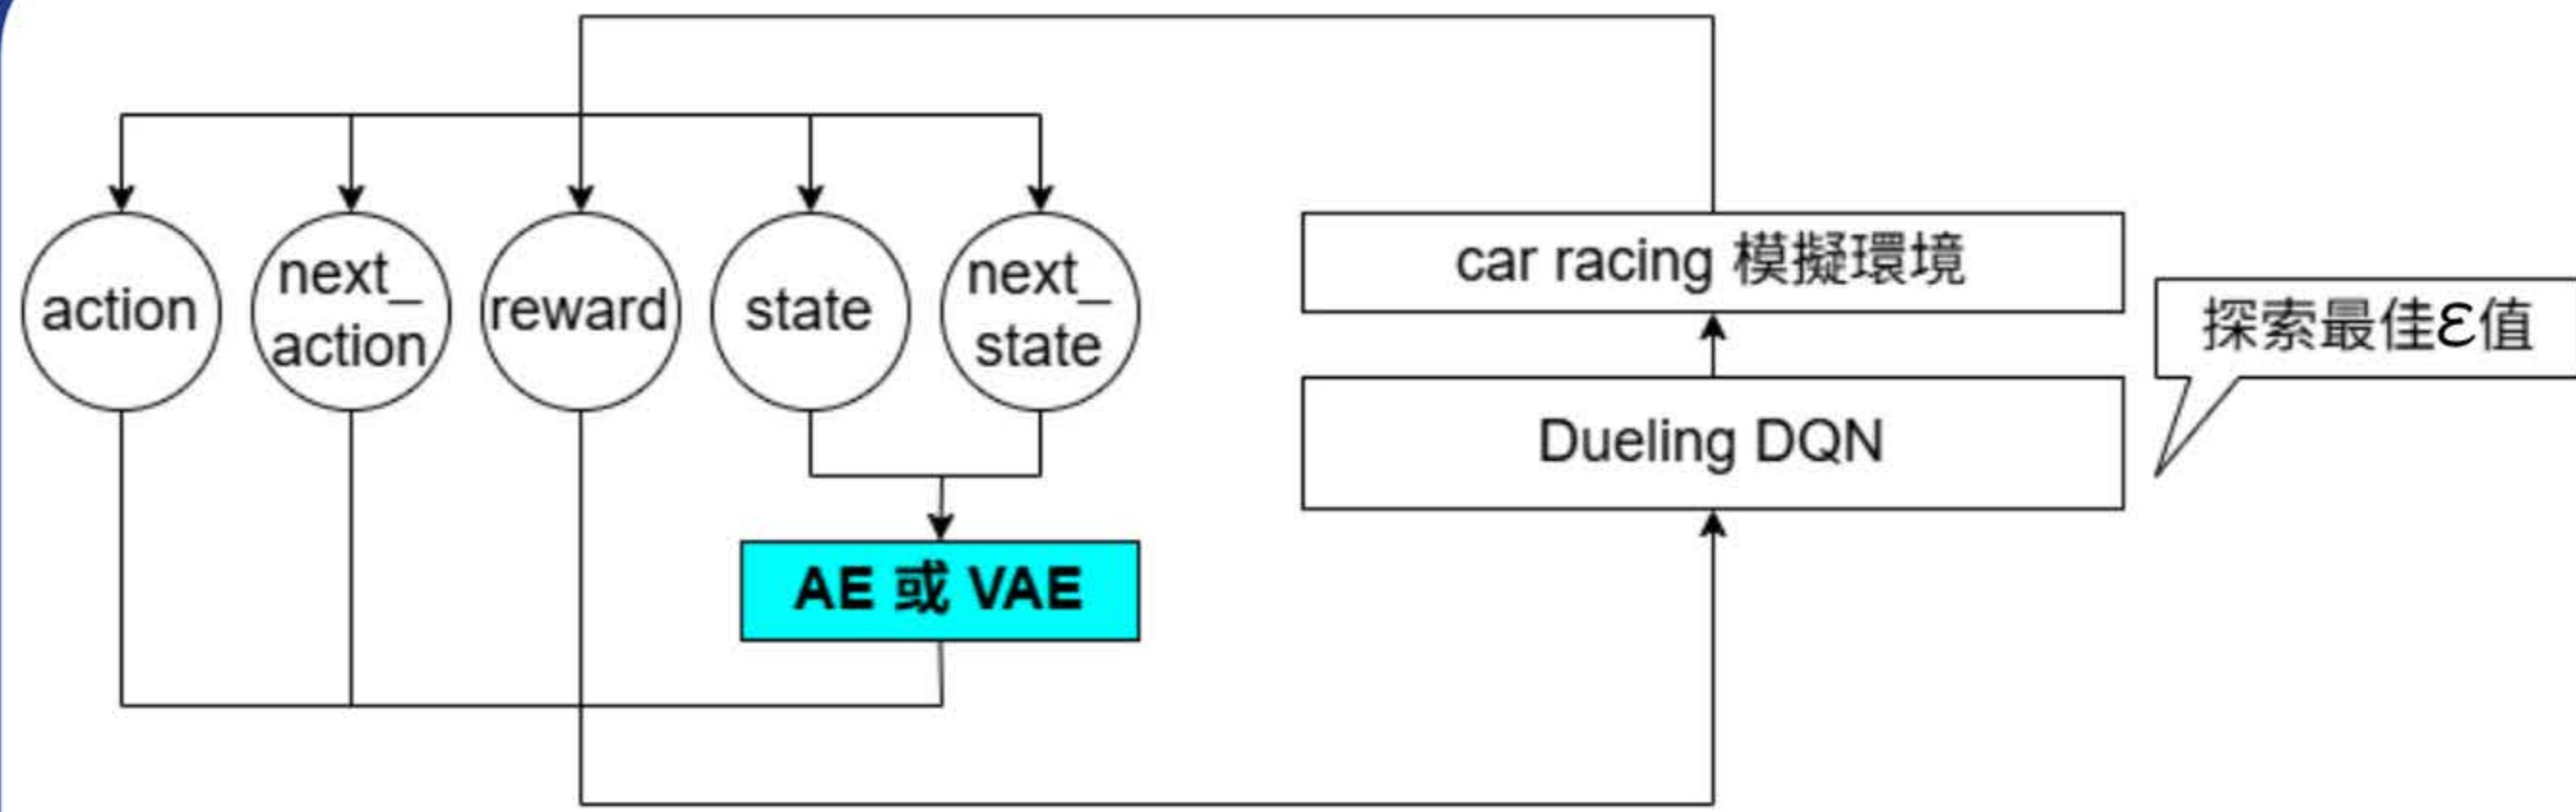 action
next_
action
reward
state
next_
state
car racing 模擬環境
探索最佳ε值
Dueling DQN
AE 或 VAE